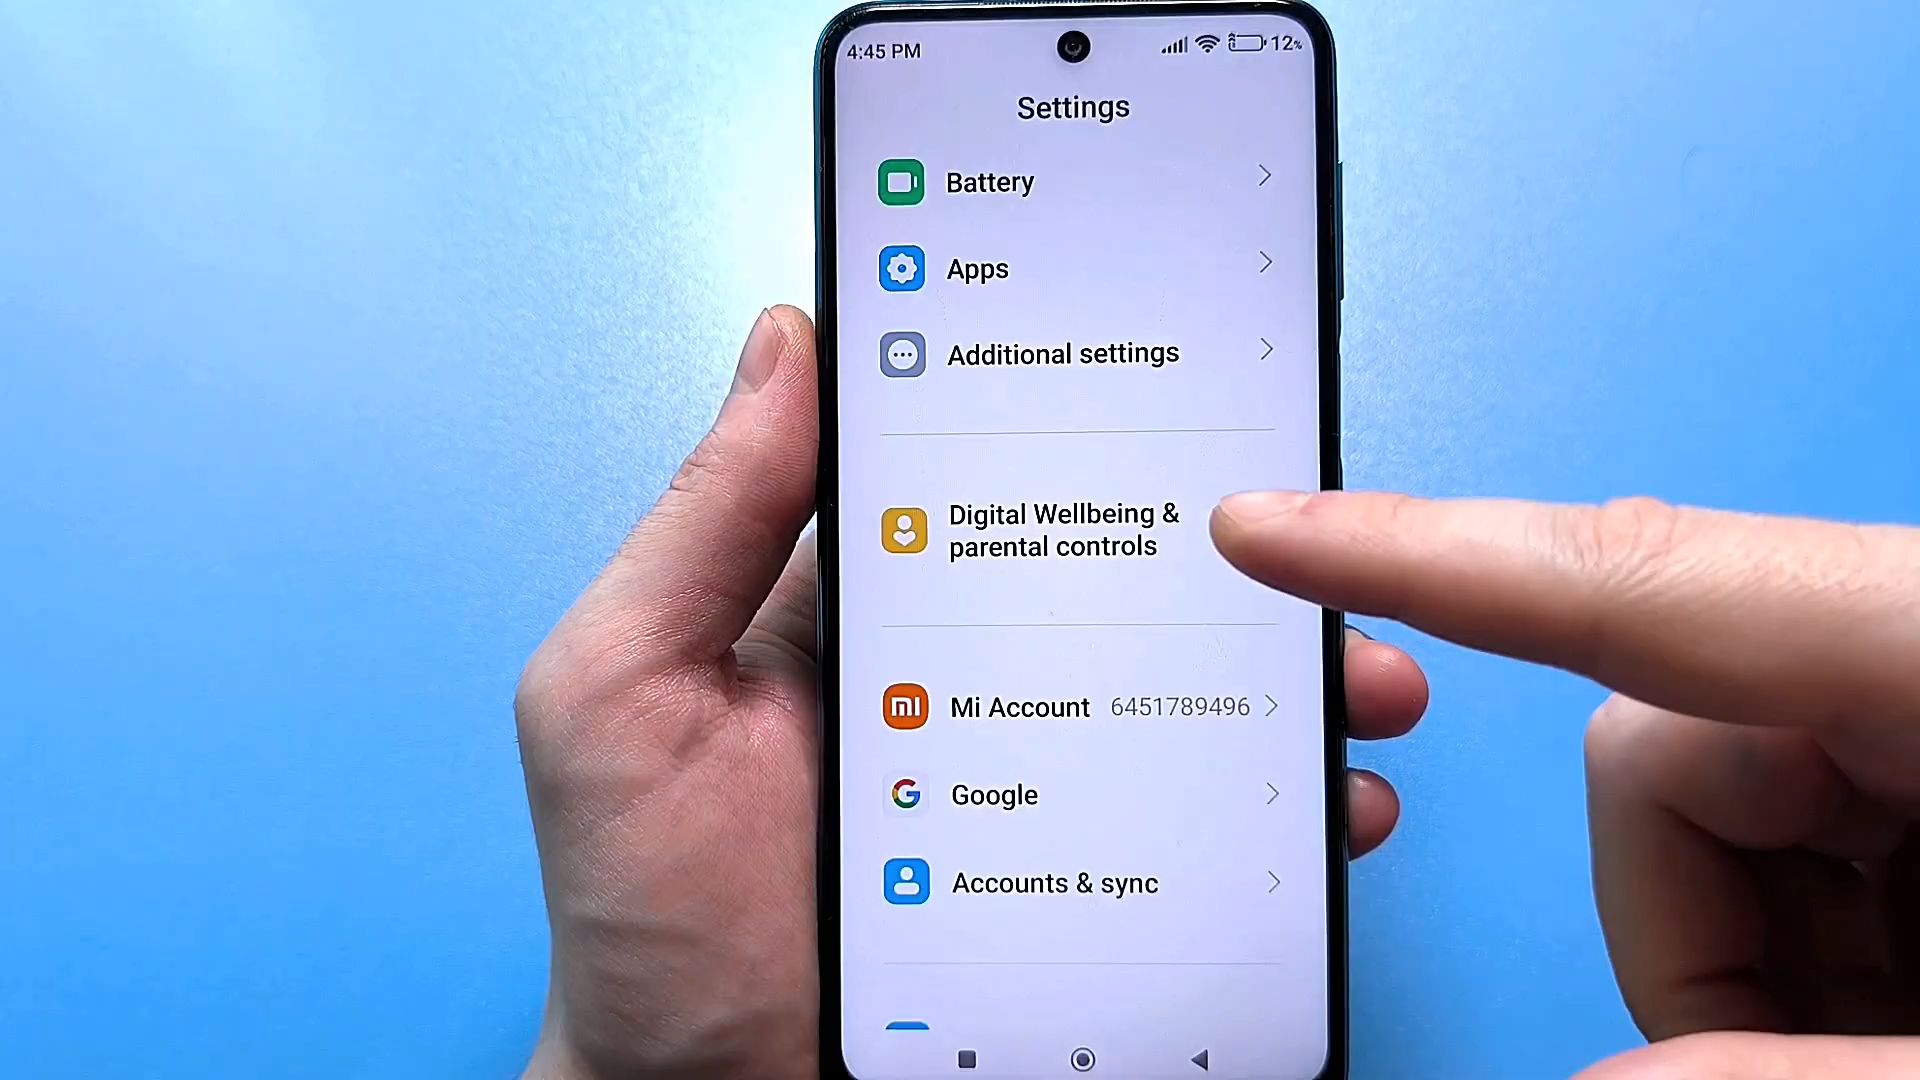 4:45 PM
12%
Settings
Battery
Apps
Additional settings
Digital Wellbeing &
parental controls
mi
Mi Account 6451789496
G
Google
Accounts & sync